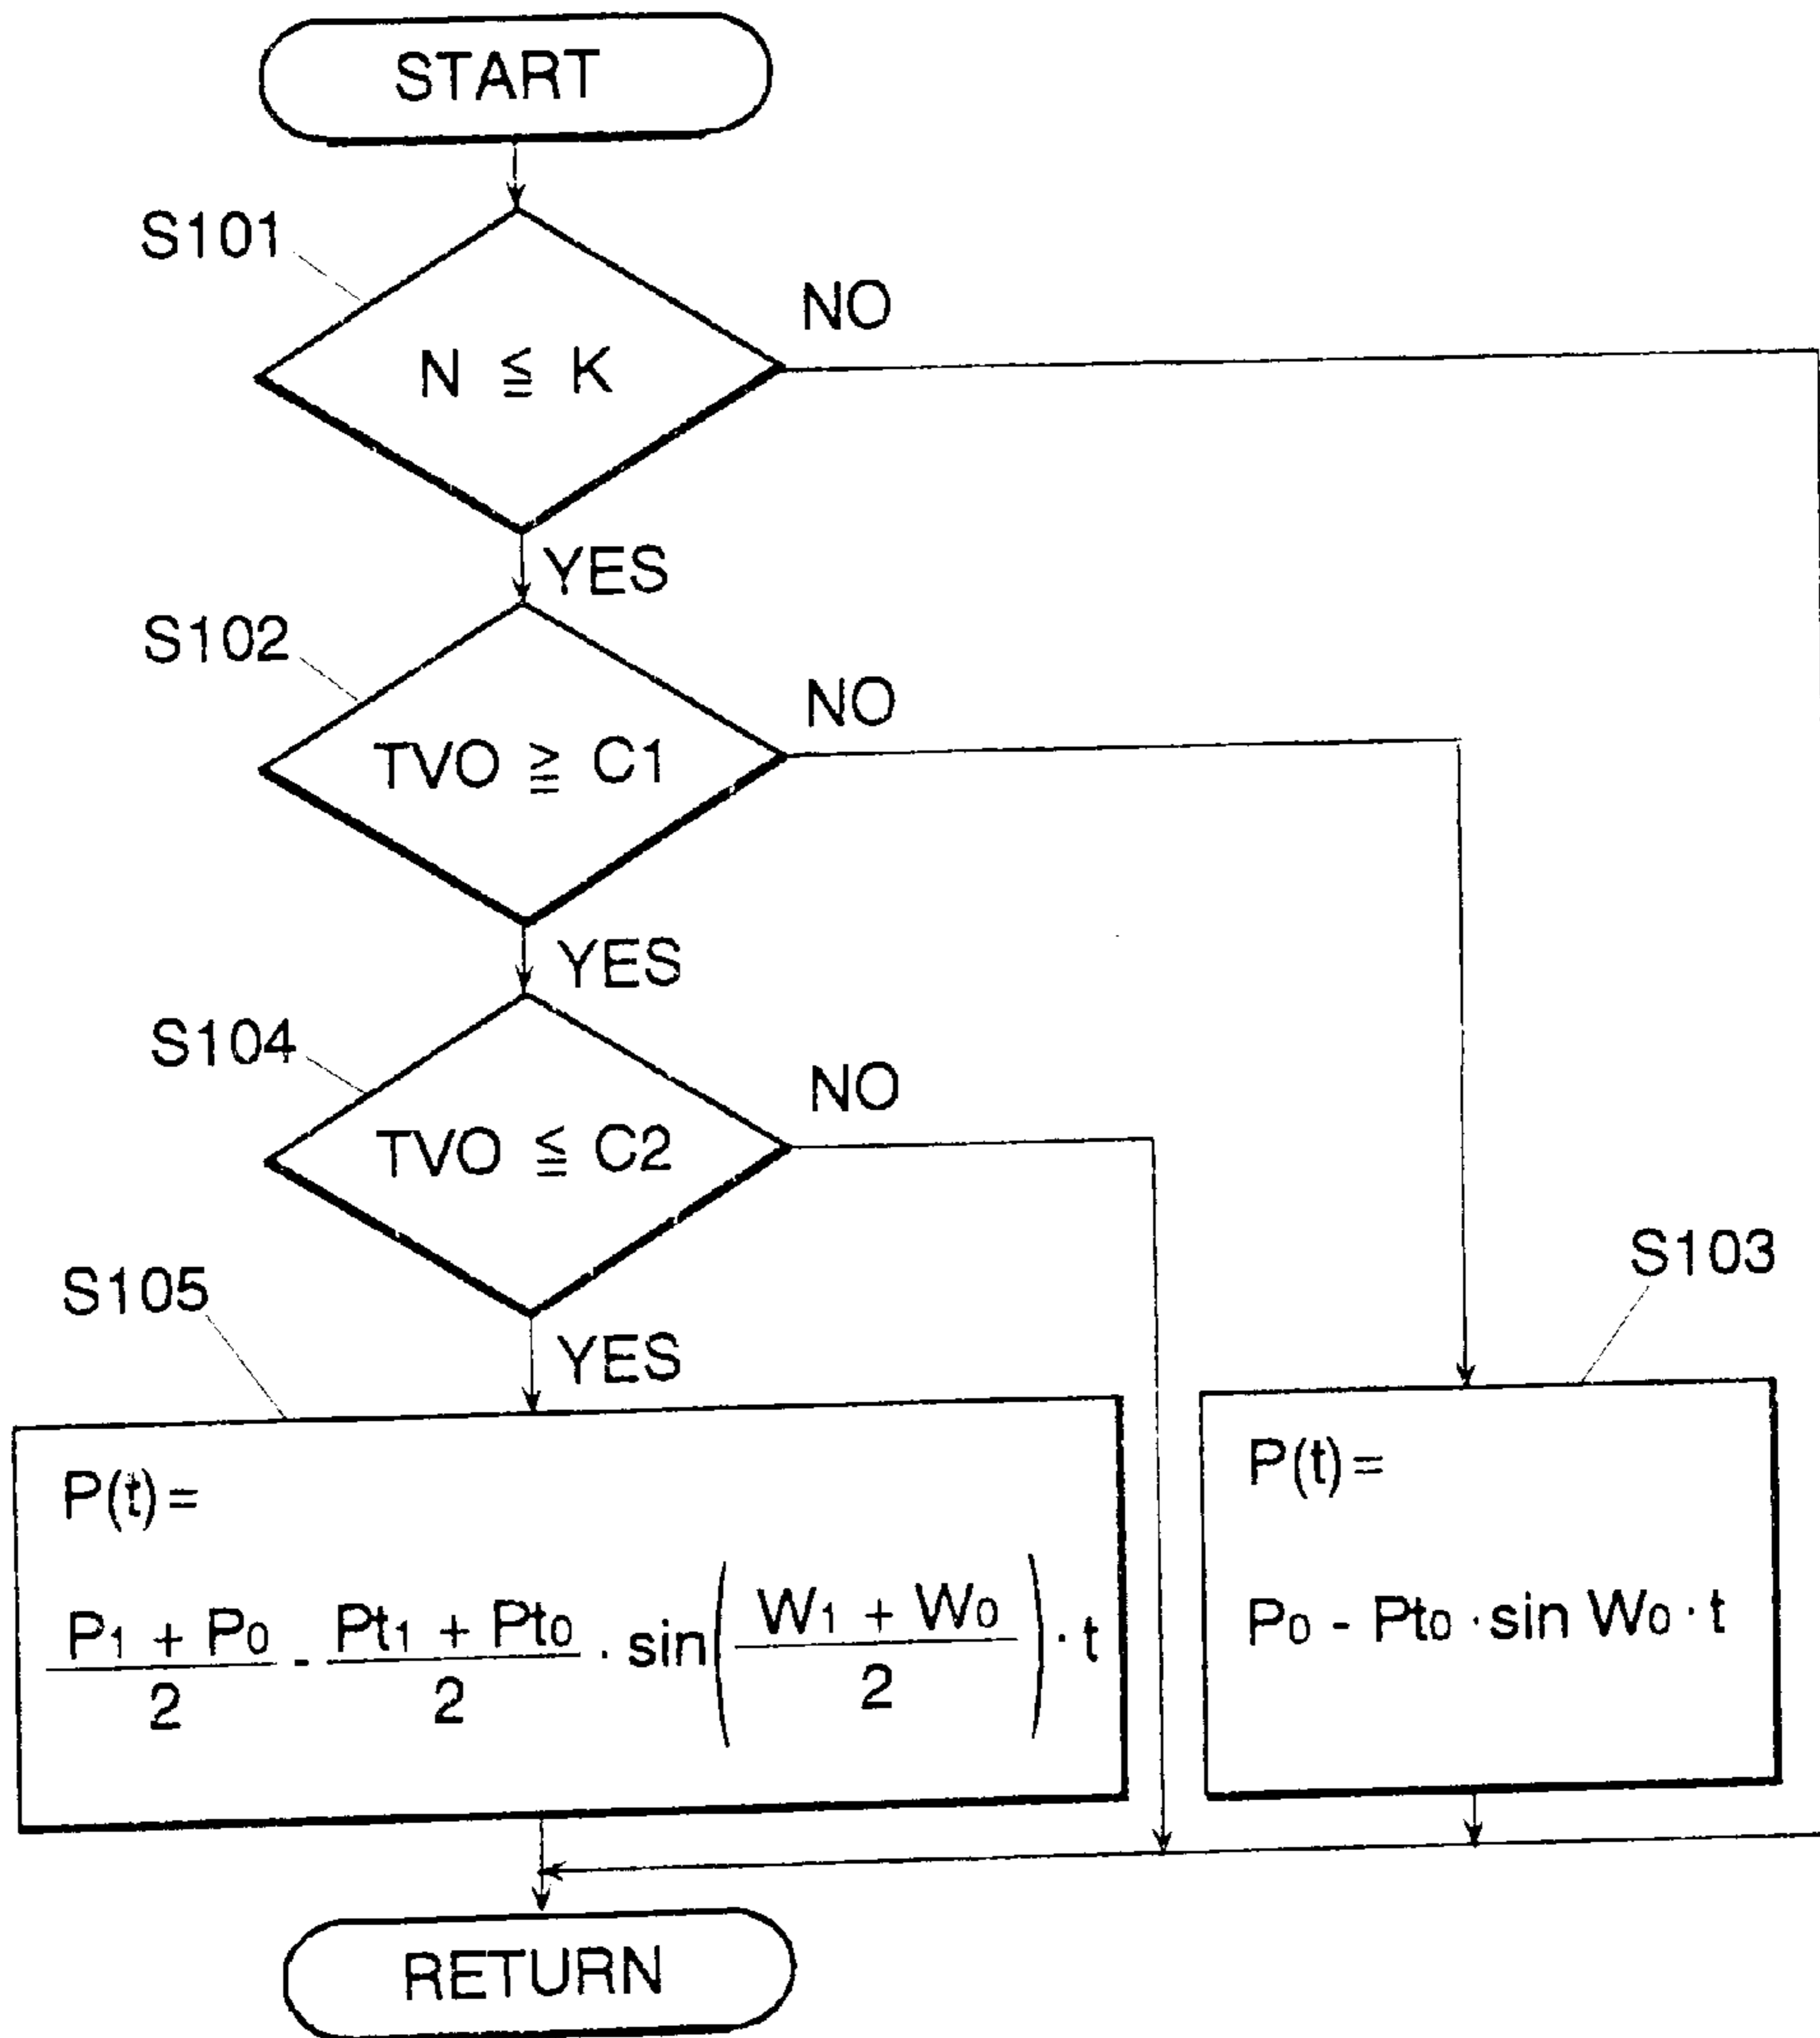 START
S101
NO
N ≦ K
YES
S102
NO
TVO ≧ C1
YES
S104
NO
TVO ≦ C2
YES
S105
P(t)=
P1 + P0 / 2 - Pt1 + Pt0 / 2 · sin(W1 + W0 / 2) · t
S103
P(t)=
P0 - Pt0 · sin W0 · t
RETURN